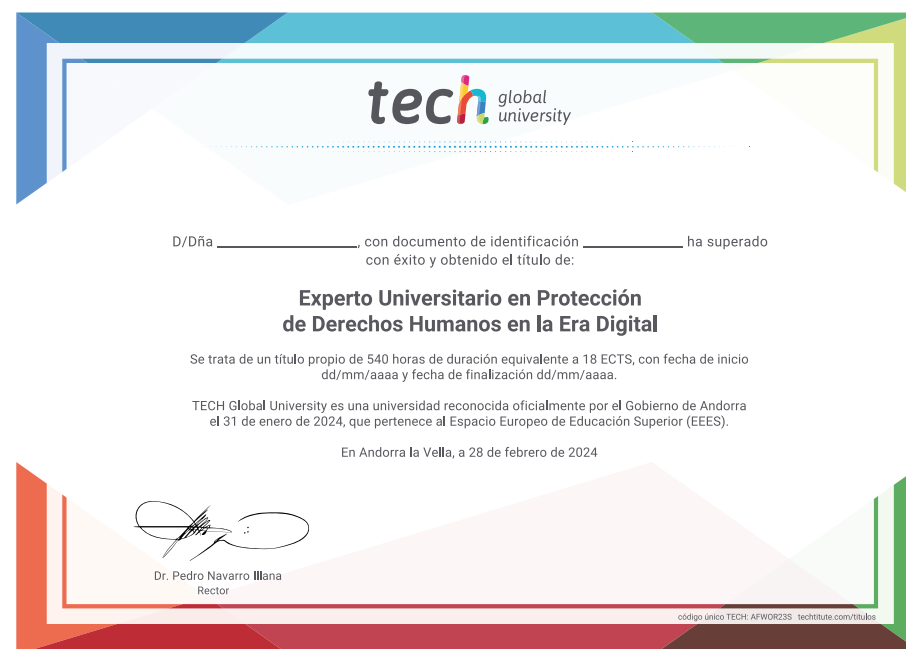 tech global university
D/Dña ________________, con documento de identificación ____________ ha superado
con éxito y obtenido el título de:
Experto Universitario en Protección
de Derechos Humanos en la Era Digital
Se trata de un título propio de 540 horas de duración equivalente a 18 ECTS, con fecha de inicio
dd/mm/aaaa y fecha de finalización dd/mm/aaaa.
TECH Global University es una universidad reconocida oficialmente por el Gobierno de Andorra
el 31 de enero de 2024, que pertenece al Espacio Europeo de Educación Superior (EEES).
En Andorra la Vella, a 28 de febrero de 2024
Dr. Pedro Navarro Illana
Rector
código único TECH: AFWOR23S techtitute.com/titulos